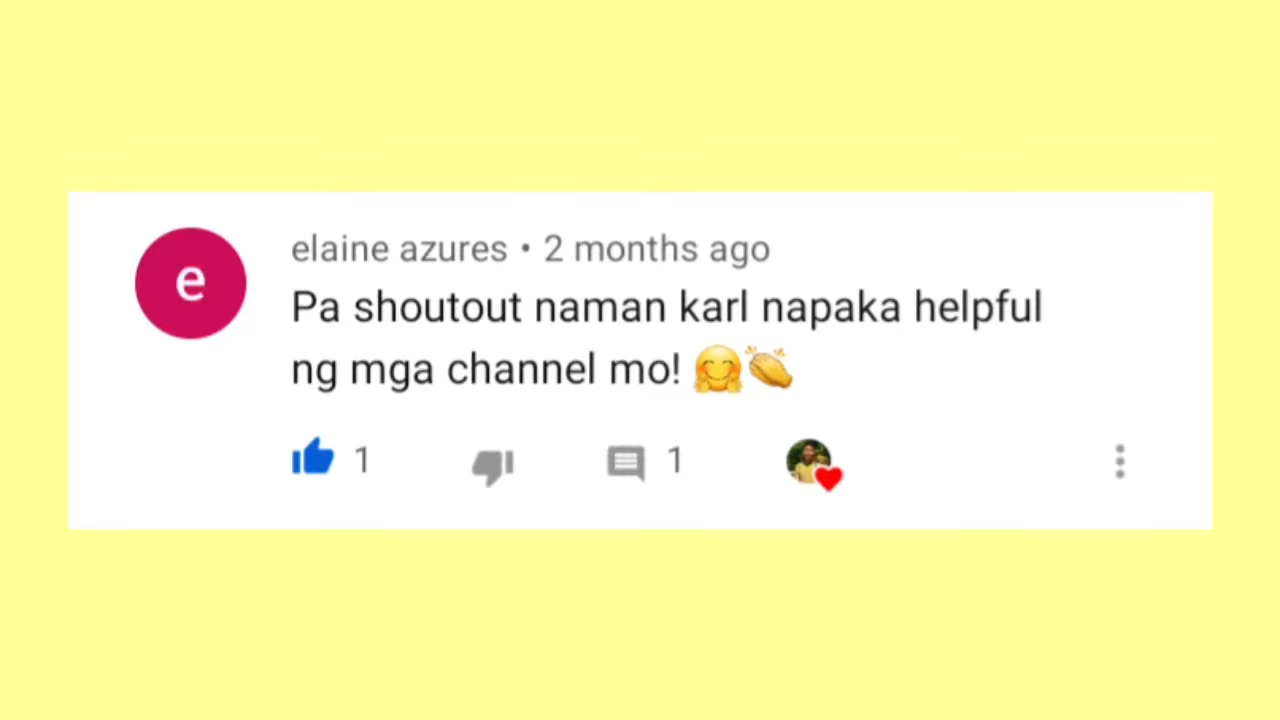 e
elaine azures • 2 months ago
Pa shoutout naman karl napaka helpful
ng mga channel mo! 🤗👏
1
1